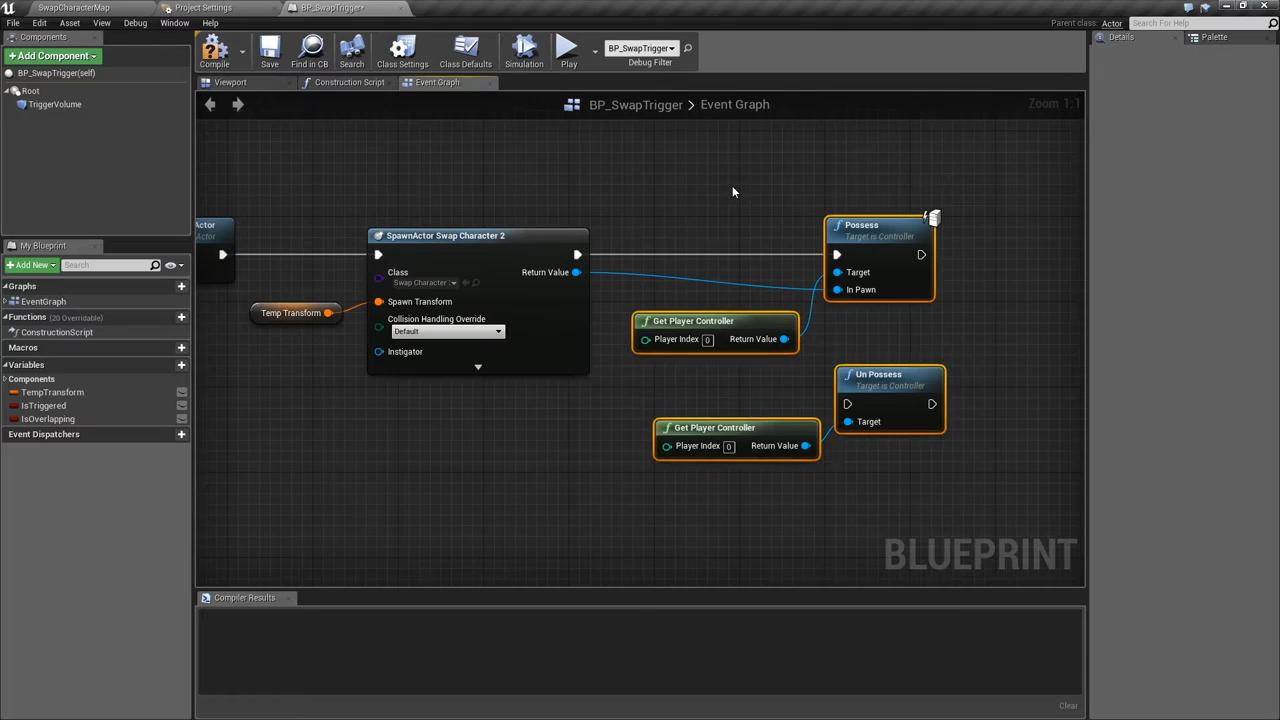 SwapCharacterMap
Project Settings
BP_SwapTrigger*
File
Edit
Asset
View
Debug
Window
Help
Parent class: Actor
Search For Help
Components
Details
Palette
+Add Component
BP_SwapTrigger(self)
Root
TriggerVolume
Compile
Save
Find in CB
Search
Class Settings
Class Defaults
Simulation
Play
BP_SwapTrigger
Debug Filter
Viewport
Construction Script
Event Graph
BP_SwapTrigger > Event Graph
Zoom 1:1
Actor
Actor
SpawnActor Swap Character 2
Class
Return Value
Swap Character
Spawn Transform
Collision Handling Override
Default
Instigator
Temp Transform
Possess
Target is Controller
Target
In Pawn
Get Player Controller
Player Index 0
Return Value
Un Possess
Target is Controller
Target
Get Player Controller
Player Index 0
Return Value
BLUEPRINT
My Blueprint
+Add New
Search
Graphs
EventGraph
Functions (20 Overridable)
ConstructionScript
Macros
Variables
Components
TempTransform
IsTriggered
IsOverlapping
Event Dispatchers
Compiler Results
Clear